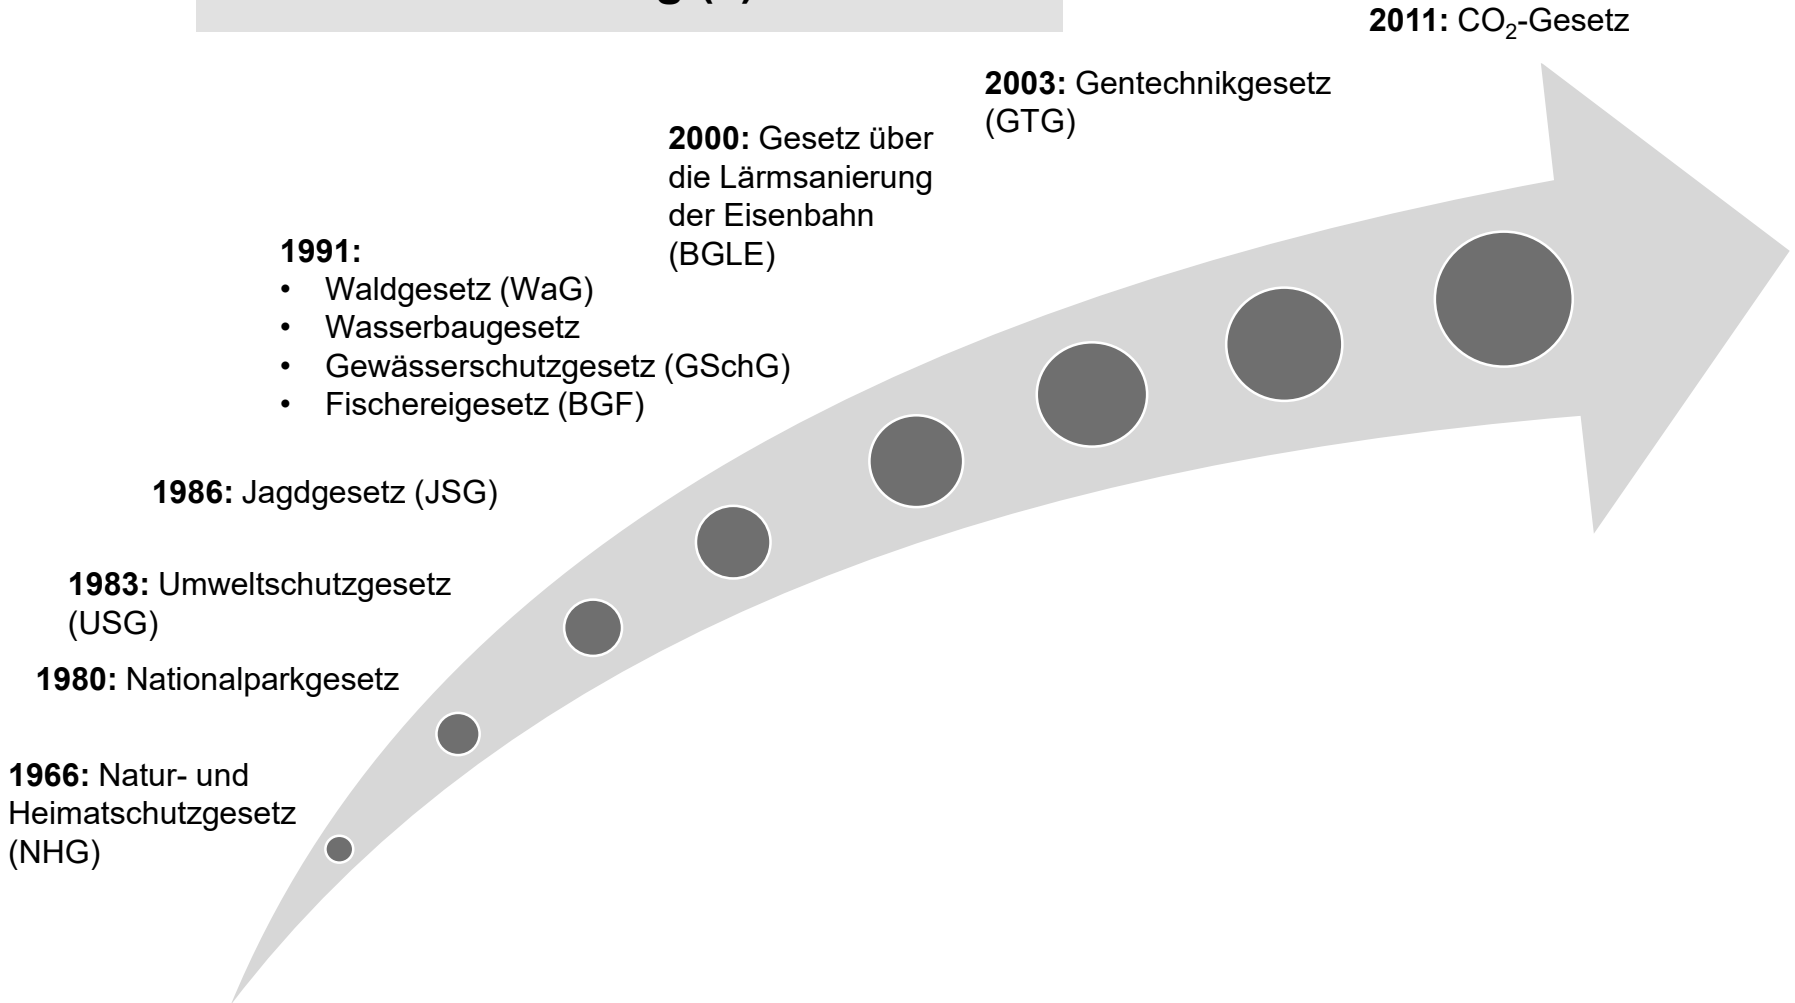 2011: CO₂-Gesetz
2003: Gentechnikgesetz
(GTG)
2000: Gesetz über
die Lärmsanierung
der Eisenbahn
(BGLE)
1991:
• Waldgesetz (WaG)
• Wasserbaugesetz
• Gewässerschutzgesetz (GSchG)
• Fischereigesetz (BGF)
1986: Jagdgesetz (JSG)
1983: Umweltschutzgesetz
(USG)
1980: Nationalparkgesetz
1966: Natur- und
Heimatschutzgesetz
(NHG)